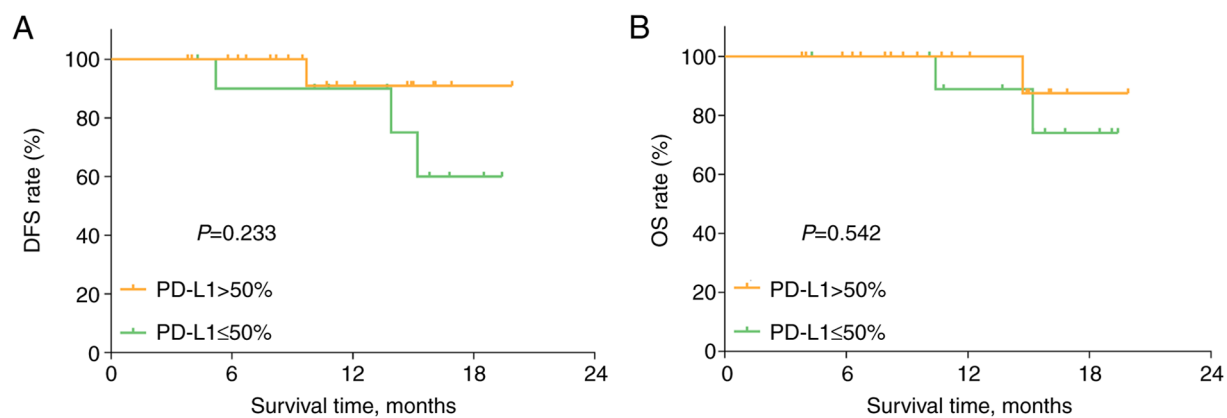 A
DFS rate (%)
100
80
60
40
20
0
P=0.233
PD-L1>50%
PD-L1≤50%
0 6 12 18 24
Survival time, months
B
OS rate (%)
100
80
60
40
20
0
P=0.542
PD-L1>50%
PD-L1≤50%
0 6 12 18 24
Survival time, months